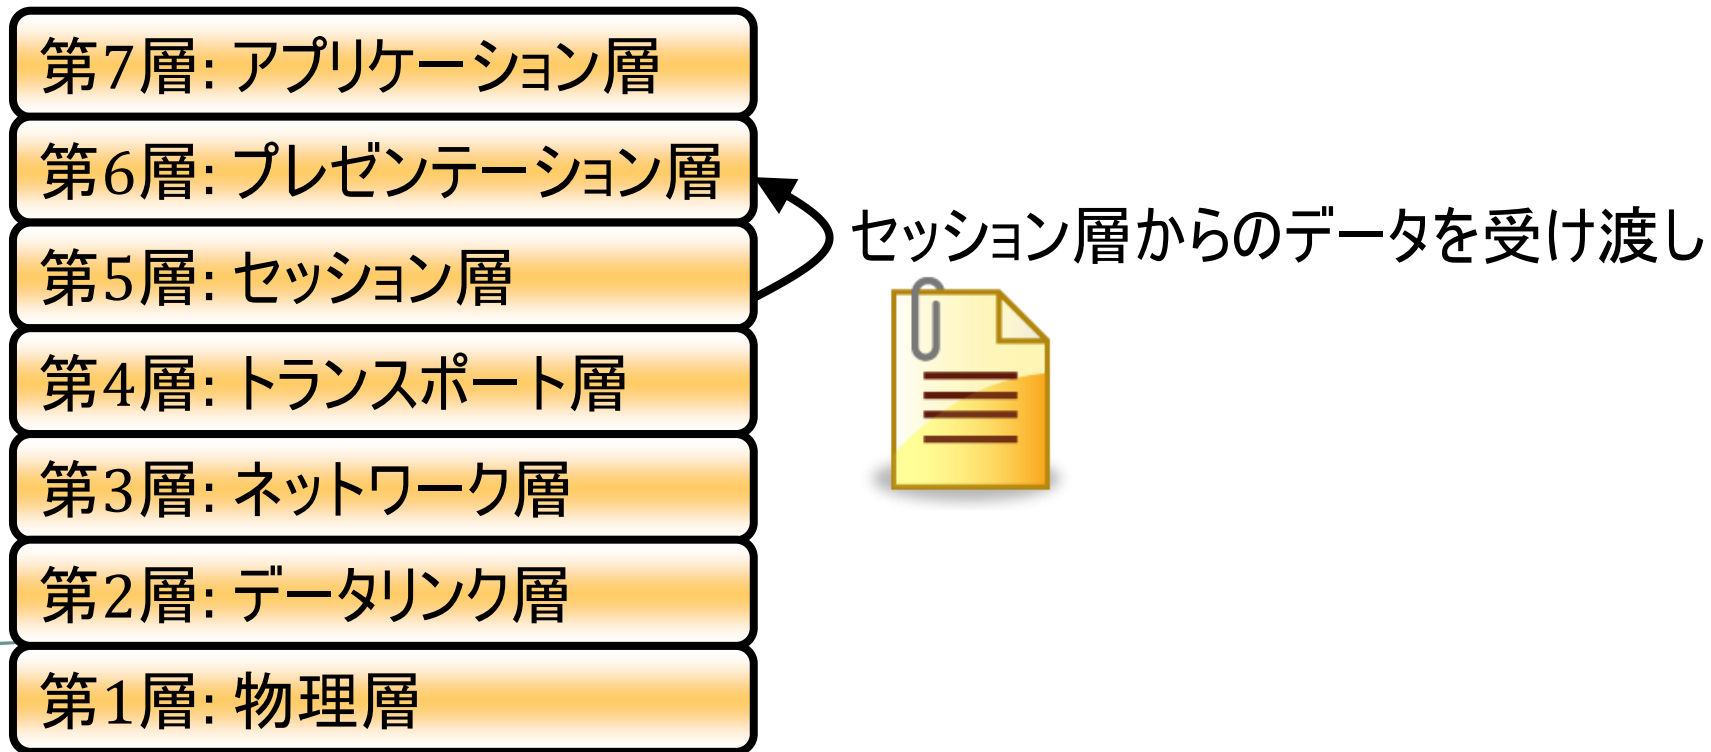 第7層: アプリケーション層
第6層: プレゼンテーション層
セッション層からのデータを受け渡し
第5層: セッション層
第4層: トランスポート層
第3層: ネットワーク層
第2層: データリンク層
第1層: 物理層